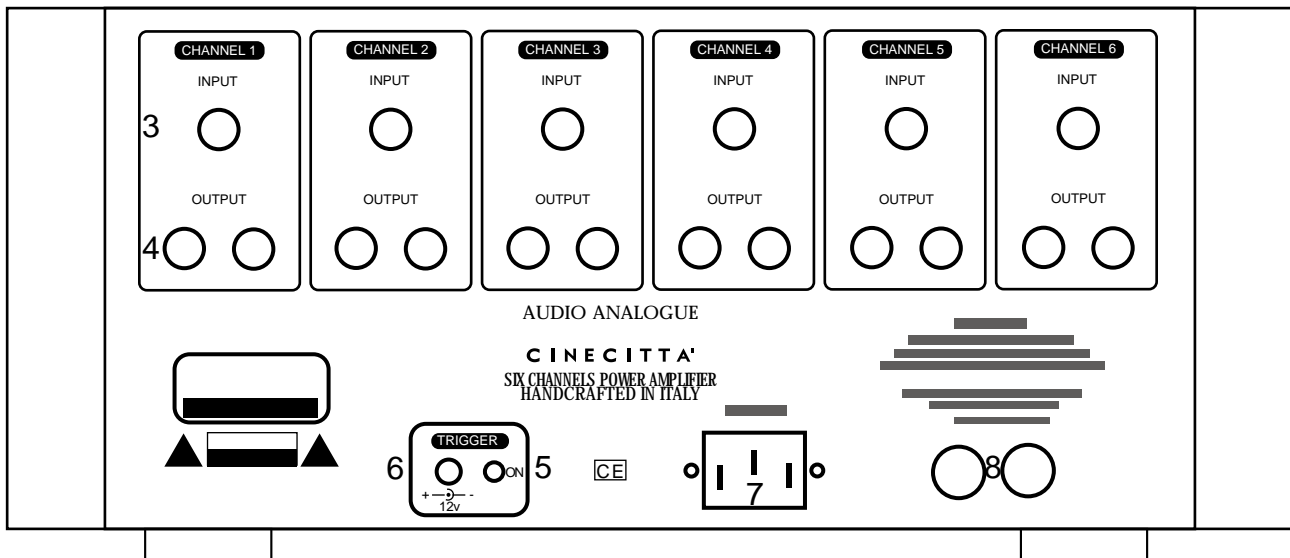 CHANNEL 1 CHANNEL 2 CHANNEL 3 CHANNEL 4 CHANNEL 5 CHANNEL 6
INPUT INPUT INPUT INPUT INPUT INPUT
3
OUTPUT OUTPUT OUTPUT OUTPUT OUTPUT OUTPUT
4
AUDIO ANALOGUE
CINECITTA'
SIX CHANNELS POWER AMPLIFIER
HANDCRAFTED IN ITALY
TRIGGER
6 ON 5 CE 7 8
+ -
12v